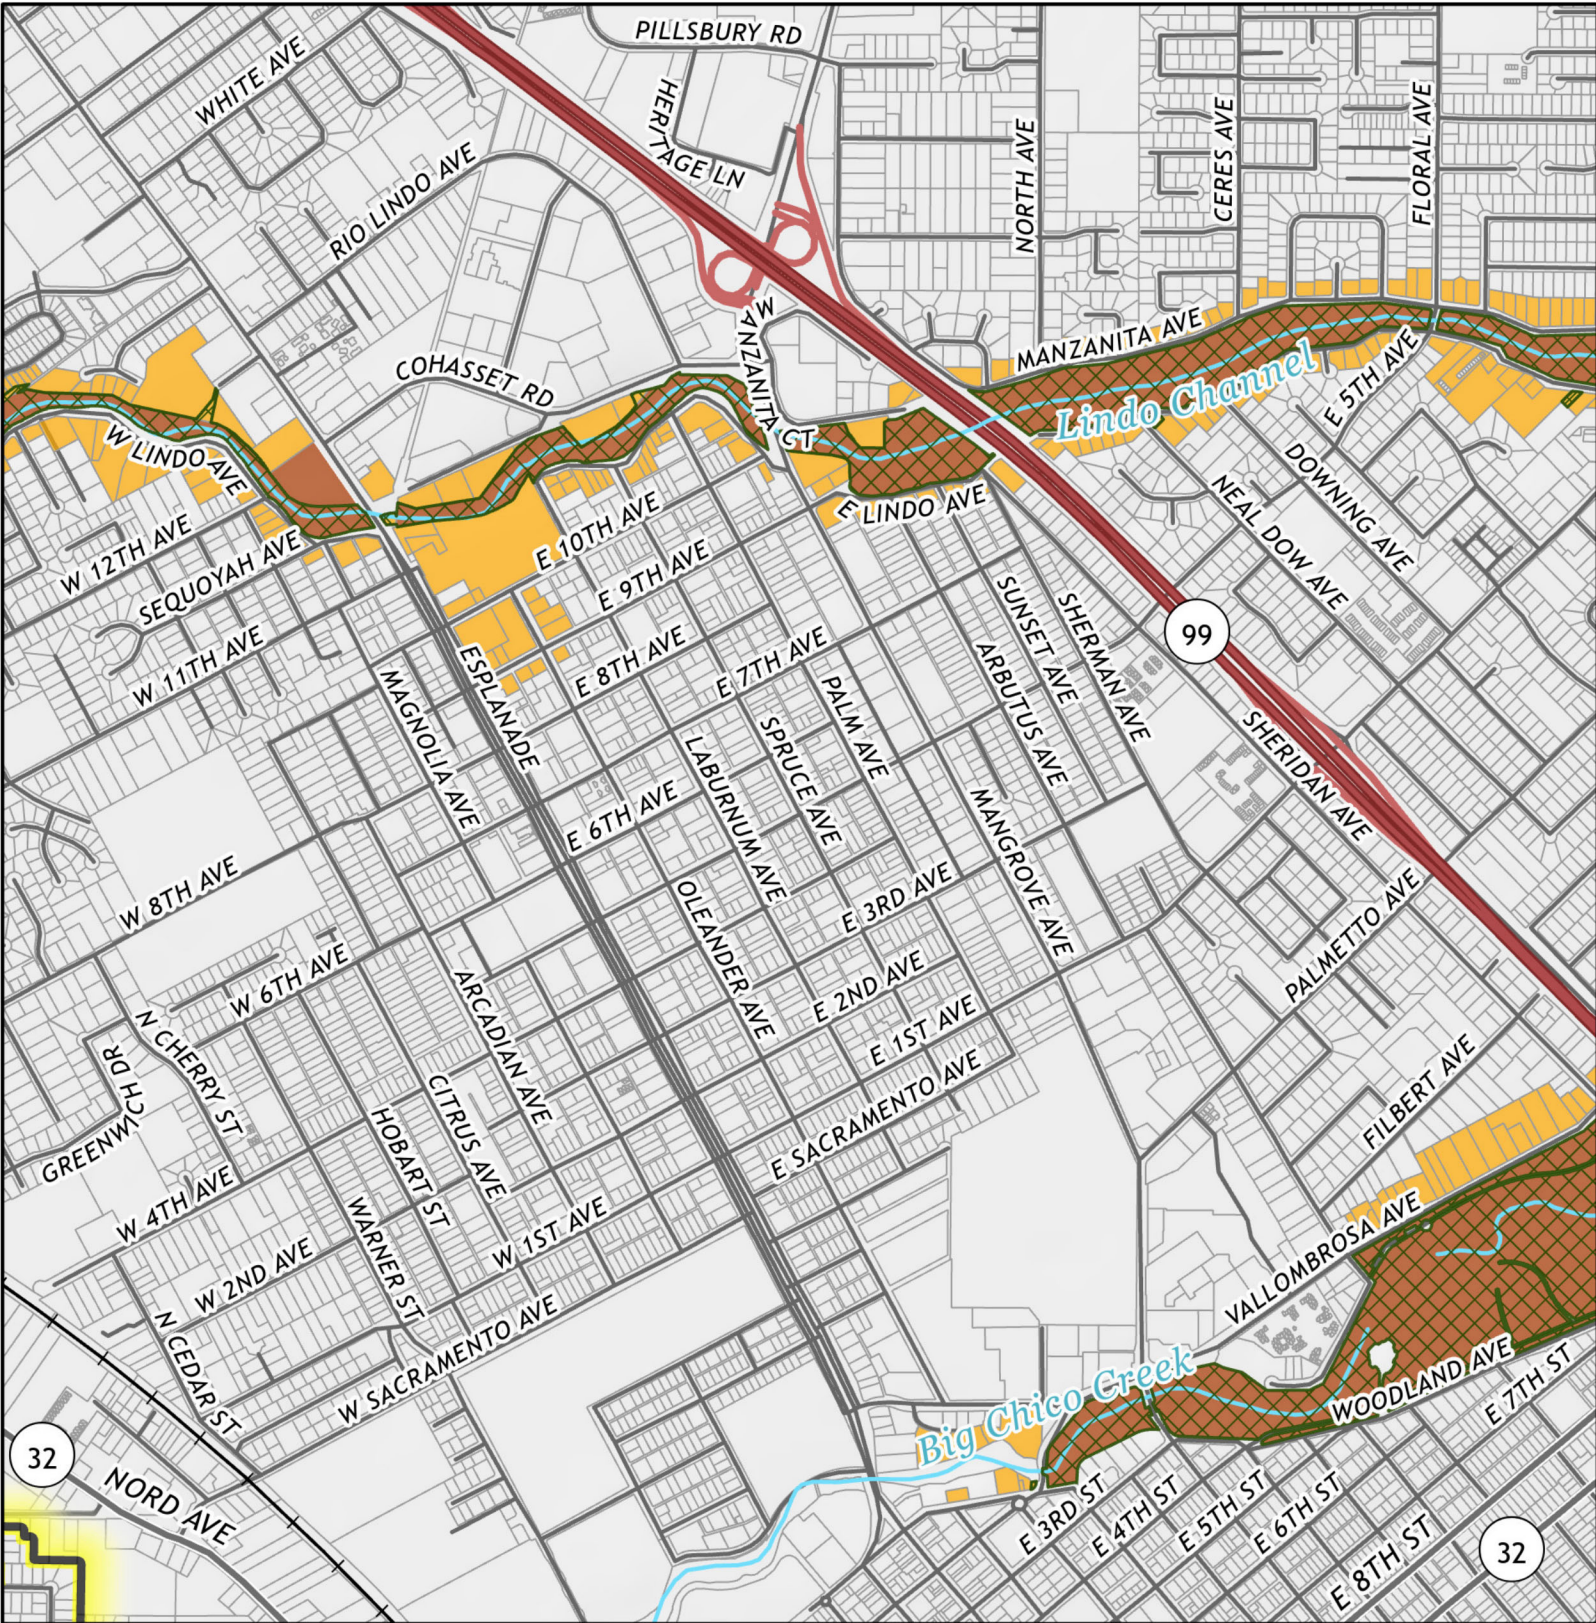 PILLSBURY RD
WHITE AVE
HERITAGE LN
RIO LINDO AVE
NORTH AVE
CERES AVE
FLORAL AVE
MANZANITA AVE
MANZANITA CT
COHASSET RD
Lindo Channel
E 5TH AVE
W LINDO AVE
E LINDO AVE
DOWNING AVE
NEAL DOW AVE
W 12TH AVE
SEQUOYAH AVE
E 10TH AVE
E 9TH AVE
W 11TH AVE
E 8TH AVE
E 7TH AVE
SUNSET AVE
SHERMAN AVE
99
ARBUTUS AVE
MAGNOLIA AVE
ESPLANADE
PALM AVE
SPRUCE AVE
LABURNUM AVE
SHERIDAN AVE
E 6TH AVE
MANGROVE AVE
W 8TH AVE
OLEANDER AVE
E 3RD AVE
PALMETTO AVE
W 6TH AVE
ARCADIAN AVE
E 2ND AVE
E 1ST AVE
N CHERRY ST
GREENWICH DR
CITRUS AVE
HOBART ST
E SACRAMENTO AVE
FILBERT AVE
W 4TH AVE
WARNER ST
W 1ST AVE
VALLOMBROSA AVE
W 2ND AVE
N CEDAR ST
W SACRAMENTO AVE
Big Chico Creek
WOODLAND AVE
E 7TH ST
32
NORD AVE
E 3RD ST
E 4TH ST
E 5TH ST
E 6TH ST
E 8TH ST
32